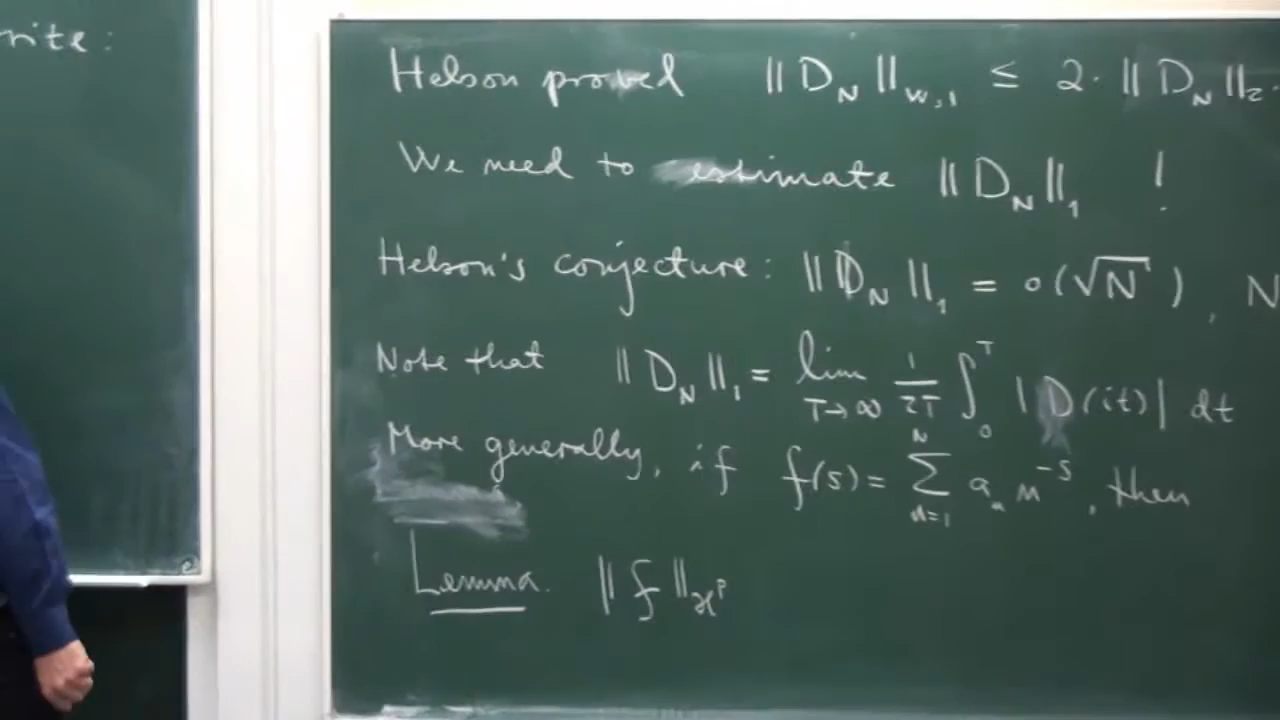 rite:
Helson proved ‖D_N‖_{w,1} ≤ 2·‖D_N‖_2.
We need to estimate ‖D_N‖_1 !
Helson's conjecture: ‖D_N‖_1 = o(√N), N
Note that ‖D_N‖_1 = lim_{T→∞} 1/2T ∫_0^T |D(it)| dt
More generally, if f(s) = ∑_{n=1}^N a_n n^{-s}, then
Lemma. ‖f‖_{ℋ^p}